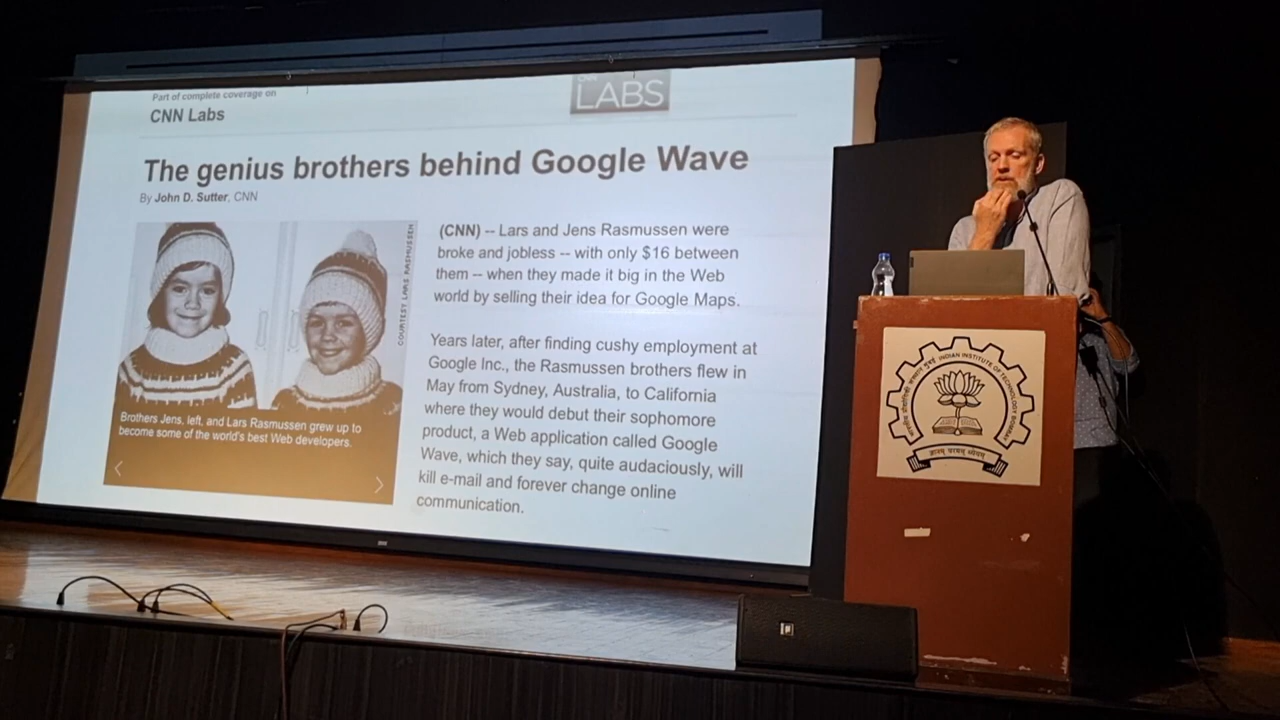 Part of complete coverage on
CNN Labs
CNN
LABS
The genius brothers behind Google Wave
By John D. Sutter, CNN
COURTESY LARS RASMUSSEN
Brothers Jens, left, and Lars Rasmussen grew up to
become some of the world's best Web developers.
(CNN) -- Lars and Jens Rasmussen were
broke and jobless -- with only $16 between
them -- when they made it big in the Web
world by selling their idea for Google Maps.
Years later, after finding cushy employment at
Google Inc., the Rasmussen brothers flew in
May from Sydney, Australia, to California
where they would debut their sophomore
product, a Web application called Google
Wave, which they say, quite audaciously, will
kill e-mail and forever change online
communication.
भारतीय प्रौद्योगिकी संस्थान मुंबई
INDIAN INSTITUTE OF TECHNOLOGY BOMBAY
ज्ञानम् परमम् ध्येयम्